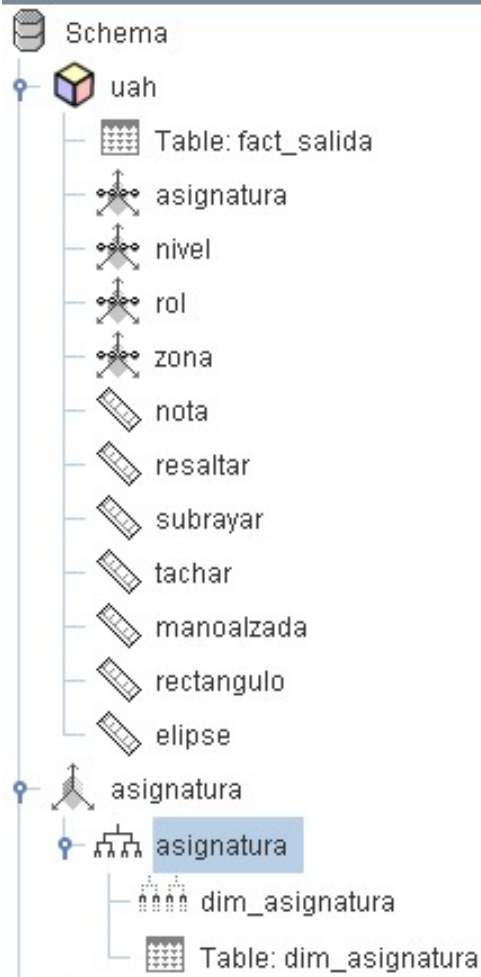 Schema
uah
Table: fact_salida
asignatura
nivel
rol
zona
nota
resaltar
subrayar
tachar
manoalzada
rectangulo
elipse
asignatura
asignatura
dim_asignatura
Table: dim_asignatura